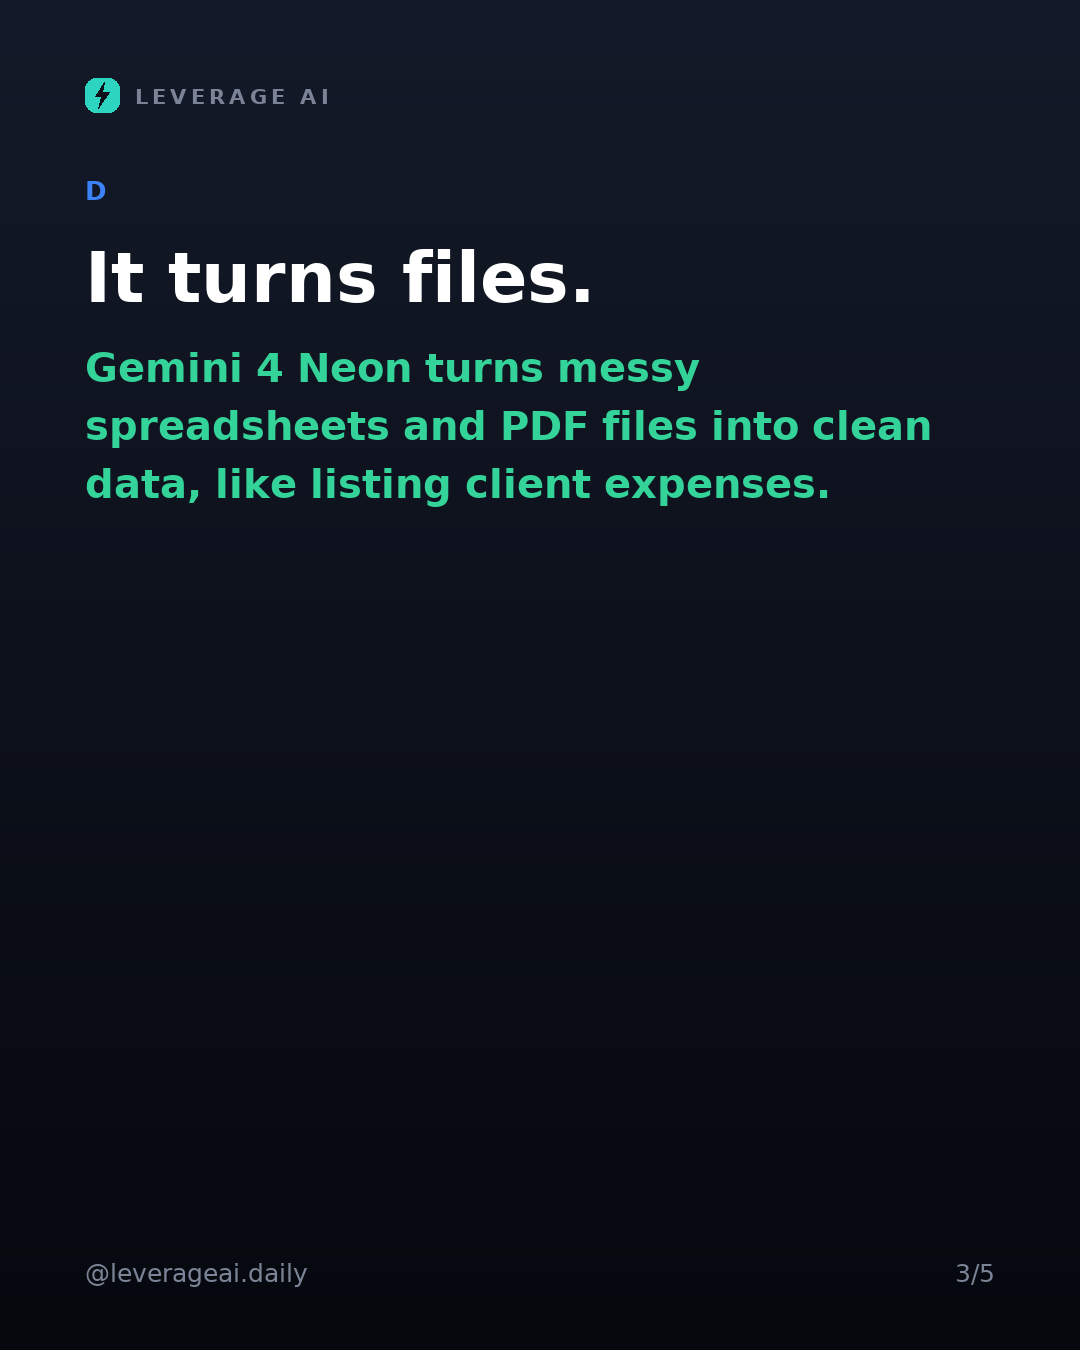 LEVERAGE AI
D
It turns files.
Gemini 4 Neon turns messy
spreadsheets and PDF files into clean
data, like listing client expenses.
@leverageai.daily
3/5